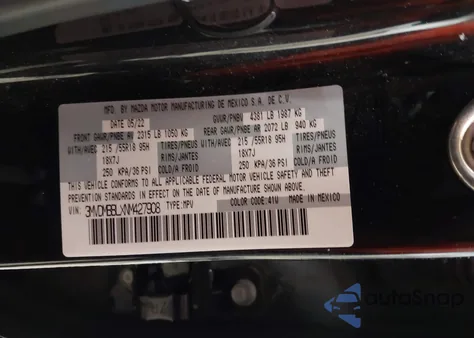 MFD. BY MAZDA MOTOR MANUFACTURING DE MEXICO S.A. DE C.V.
DATE 05/22 GVWR/PNBV 4381 LB 1987 KG
FRONT GAWR/PNBE AV 2315 LB 1050 KG REAR GAWR/PNBE AR 2072 LB 940 KG
WITH/AVEC 215/55R18 95H TIRES/PNEUS WITH/AVEC 215/55R18 95H TIRES/PNEUS
18X7J RIMS/JANTES 18X7J RIMS/JANTES
250 KPA/36 PSI COLD/A FROID 250 KPA/36 PSI COLD/A FROID
THIS VEHICLE CONFORMS TO ALL APPLICABLE FEDERAL MOTOR VEHICLE SAFETY AND THEFT
PREVENTION STANDARDS IN EFFECT ON THE DATE OF MANUFACTURE SHOWN ABOVE.
VIN: 3MVDMBBLXNM427908 TYPE:MPV COLOR CODE:41U MADE IN MEXICO
autoSnap